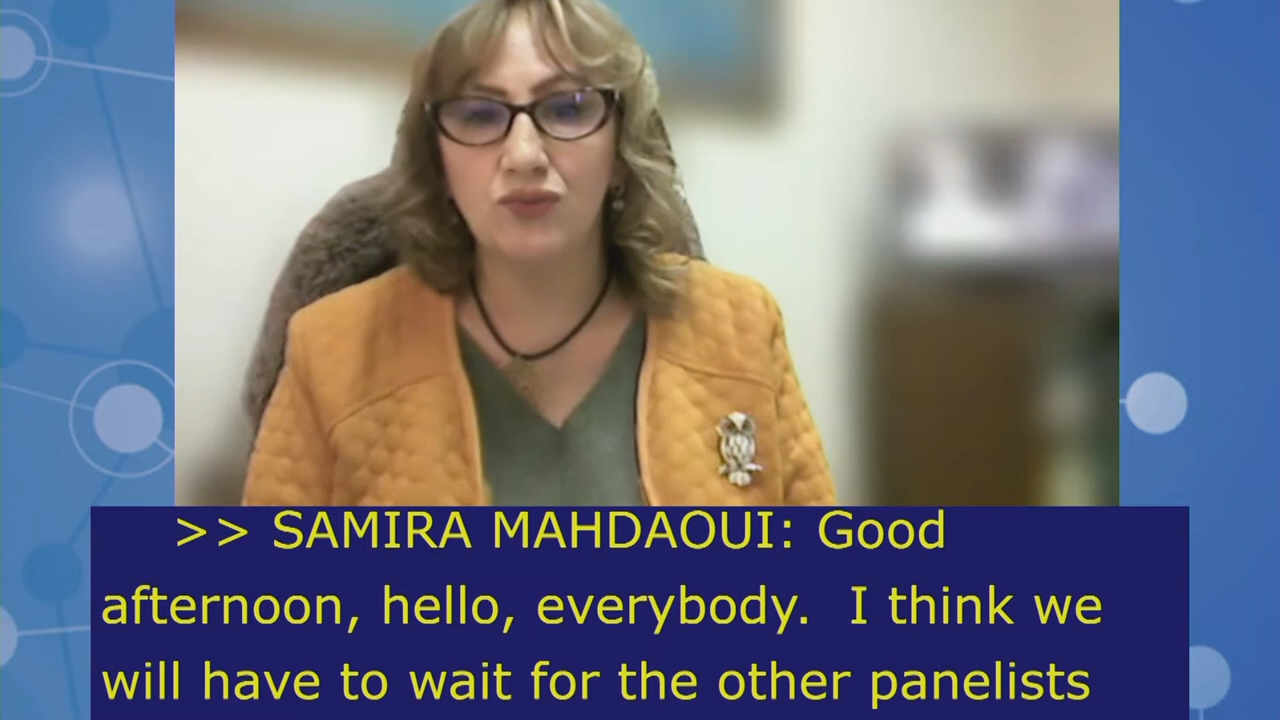 >> SAMIRA MAHDAOUI: Good
afternoon, hello, everybody.  I think we
will have to wait for the other panelists